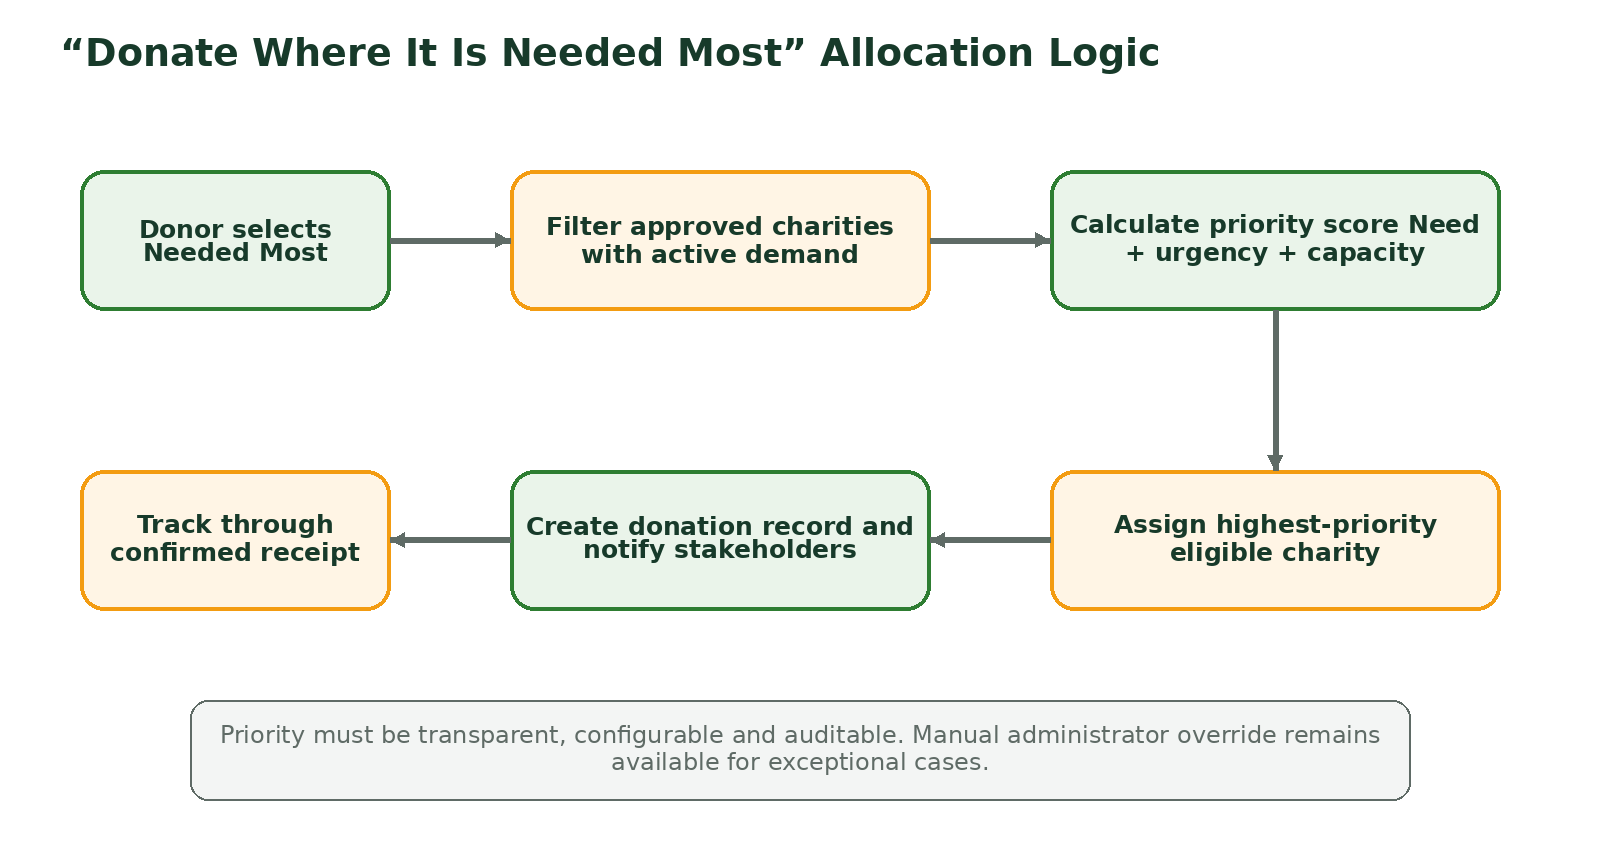 “Donate Where It Is Needed Most” Allocation Logic
Donor selects
Needed Most
Filter approved charities
with active demand
Calculate priority score Need
+ urgency + capacity
Assign highest-priority
eligible charity
Create donation record and
notify stakeholders
Track through
confirmed receipt
Priority must be transparent, configurable and auditable. Manual administrator override remains
available for exceptional cases.